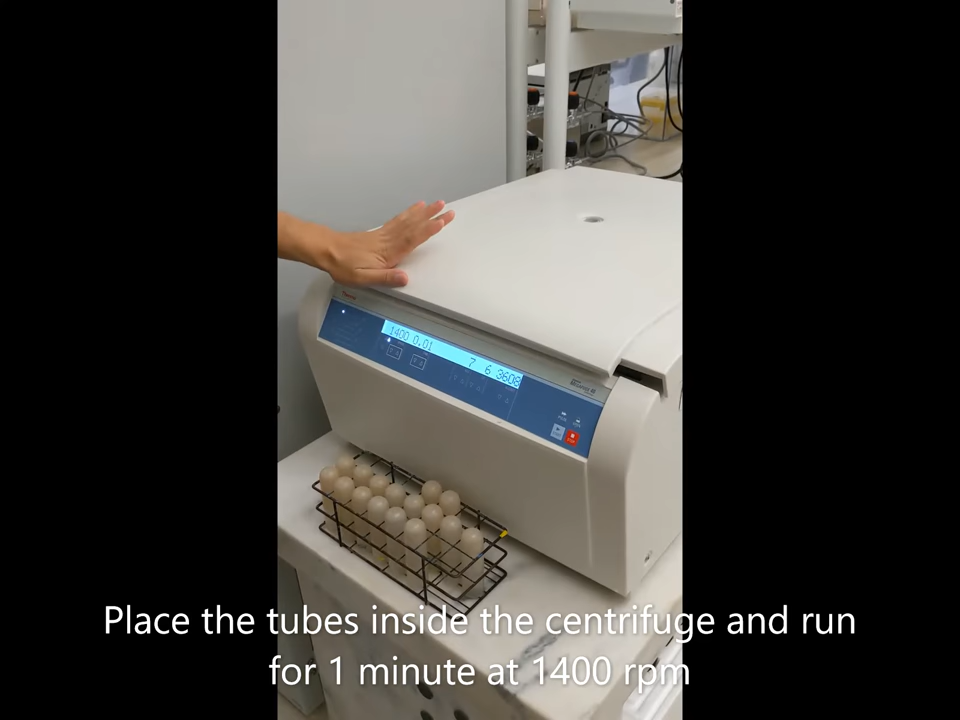 1400 0.01 7 6 3608
Place the tubes inside the centrifuge and run
for 1 minute at 1400 rpm